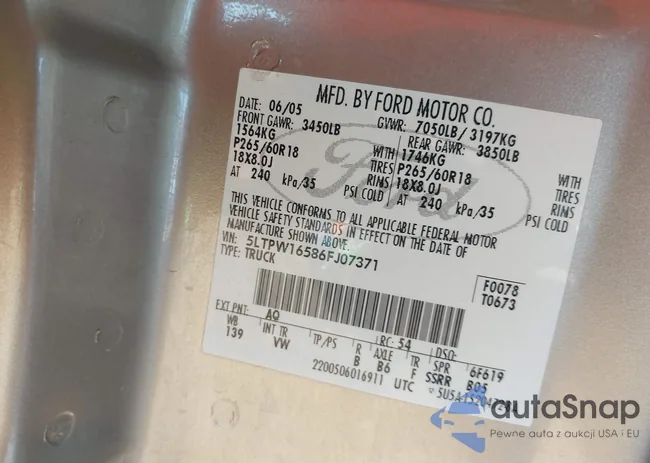 MFD. BY FORD MOTOR CO.
DATE: 06/05 GVWR: 7050LB/ 3197KG
FRONT GAWR: 3450LB REAR GAWR: 3850LB
1564KG WITH 1746KG WITH
P265/60R18 TIRES P265/60R18 TIRES
18X8.0J RIMS 18X8.0J RIMS
AT 240 kPa/35 PSI COLD AT 240 kPa/35 PSI COLD
THIS VEHICLE CONFORMS TO ALL APPLICABLE FEDERAL MOTOR
VEHICLE SAFETY STANDARDS IN EFFECT ON THE DATE OF
MANUFACTURE SHOWN ABOVE.
VIN: 5LTPW16586FJ07371
TYPE: TRUCK
F0078
T0673
Ford
EXT PNT: AQ RC: 54 DSO:
WB INT TR TP/PS R AXLE TR SPR 6F619
139 VW B B6 F SSRR B05
2200506016911 UTC
autaSnap
Pewne auta z aukcji USA i EU